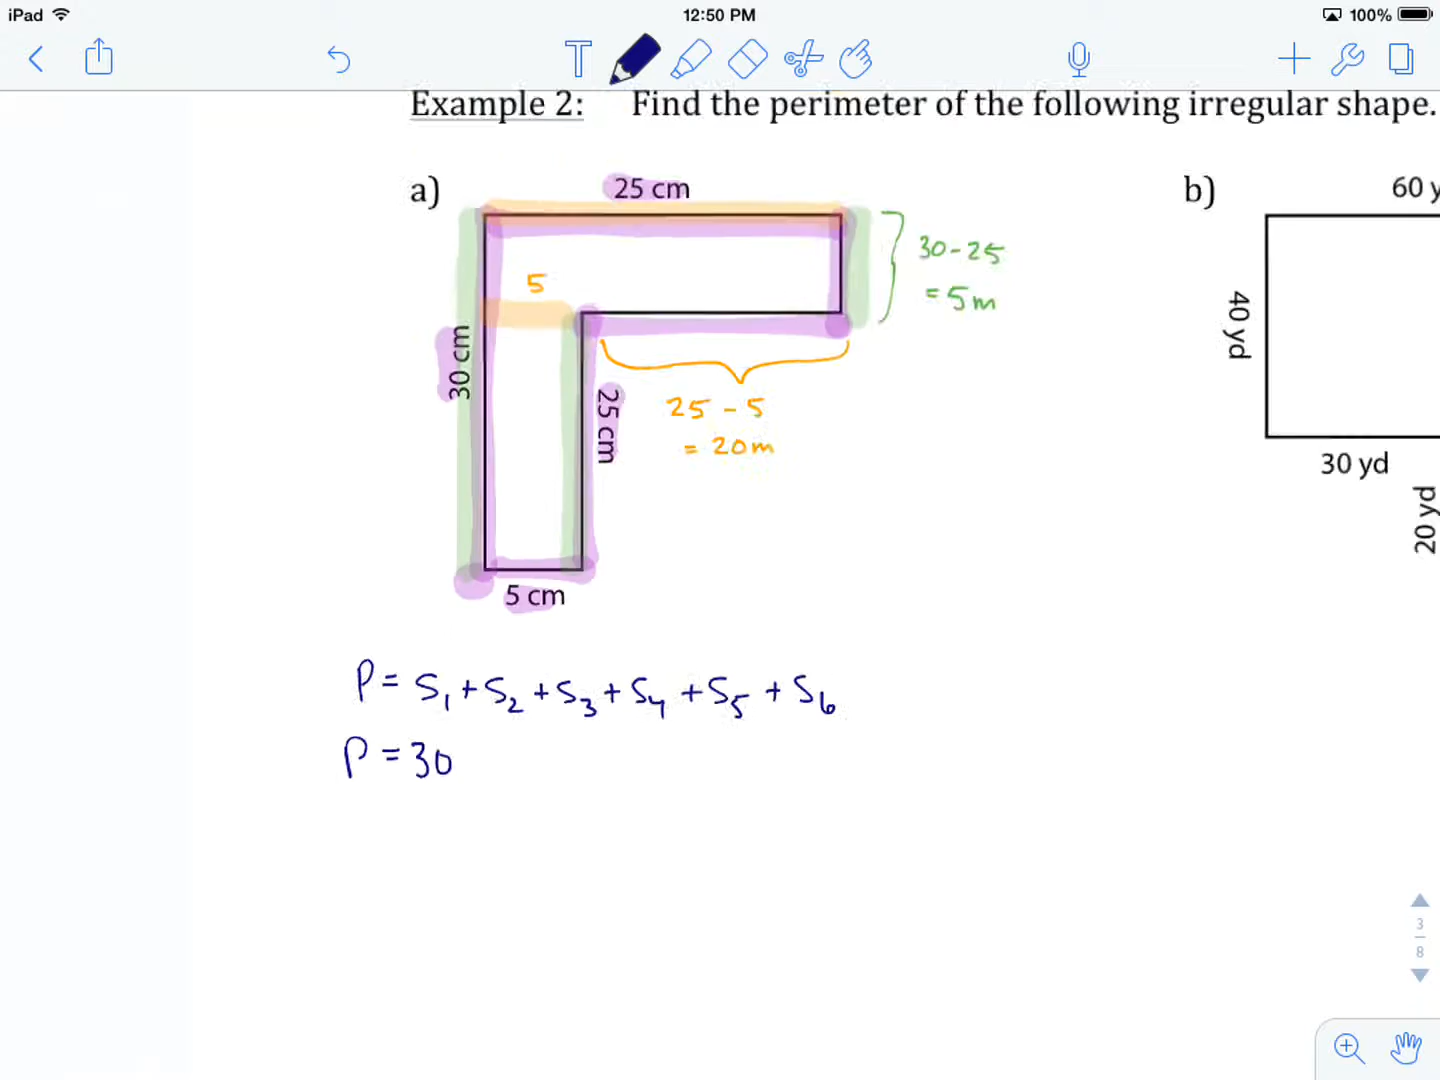 iPad 12:50 PM 100%
T
Example 2: Find the perimeter of the following irregular shape.
a) 25 cm
b) 60 y
5
30 - 25
= 5m
30 cm
25 cm
25 - 5
= 20m
5 cm
40 yd
30 yd
20 yd
P = S1 + S2 + S3 + S4 + S5 + S6
P = 30
3
8